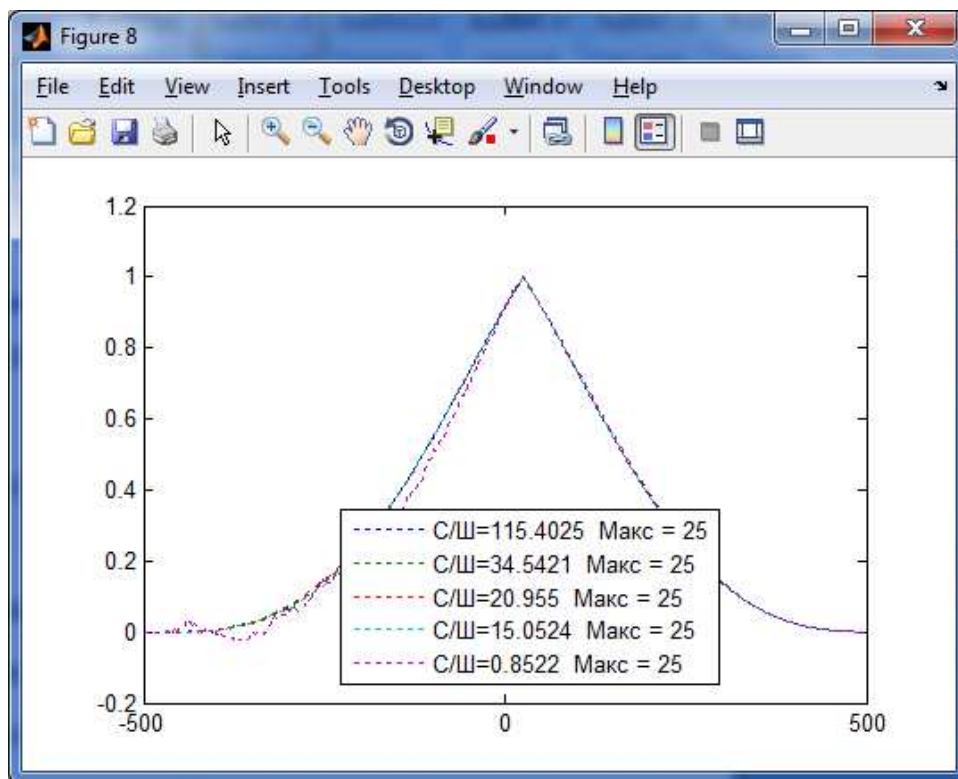 Figure 8
File Edit View Insert Tools Desktop Window Help
1.2
1
0.8
0.6
0.4
0.2
0
-0.2
-500
0
500
С/Ш=115.4025 Макс = 25
С/Ш=34.5421 Макс = 25
С/Ш=20.955 Макс = 25
С/Ш=15.0524 Макс = 25
С/Ш=0.8522 Макс = 25